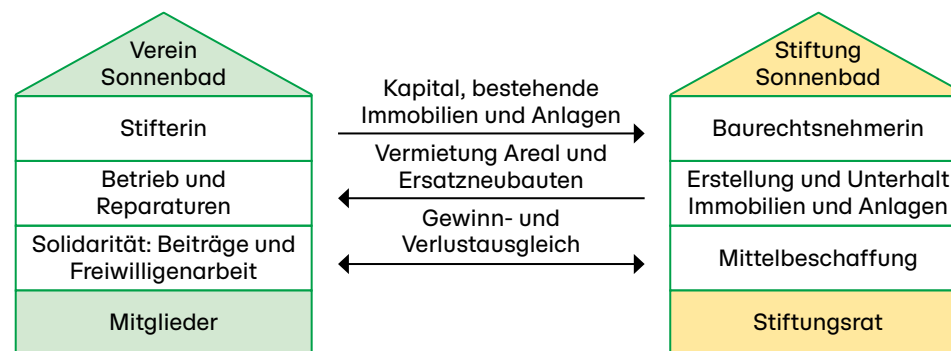 Verein
Sonnenbad
Stifterin
Betrieb und
Reparaturen
Solidarität: Beiträge und
Freiwilligenarbeit
Mitglieder
Kapital, bestehende
Immobilien und Anlagen
Vermietung Areal und
Ersatzneubauten
Gewinn- und
Verlustausgleich
Stiftung
Sonnenbad
Baurechtsnehmerin
Erstellung und Unterhalt
Immobilien und Anlagen
Mittelbeschaffung
Stiftungsrat